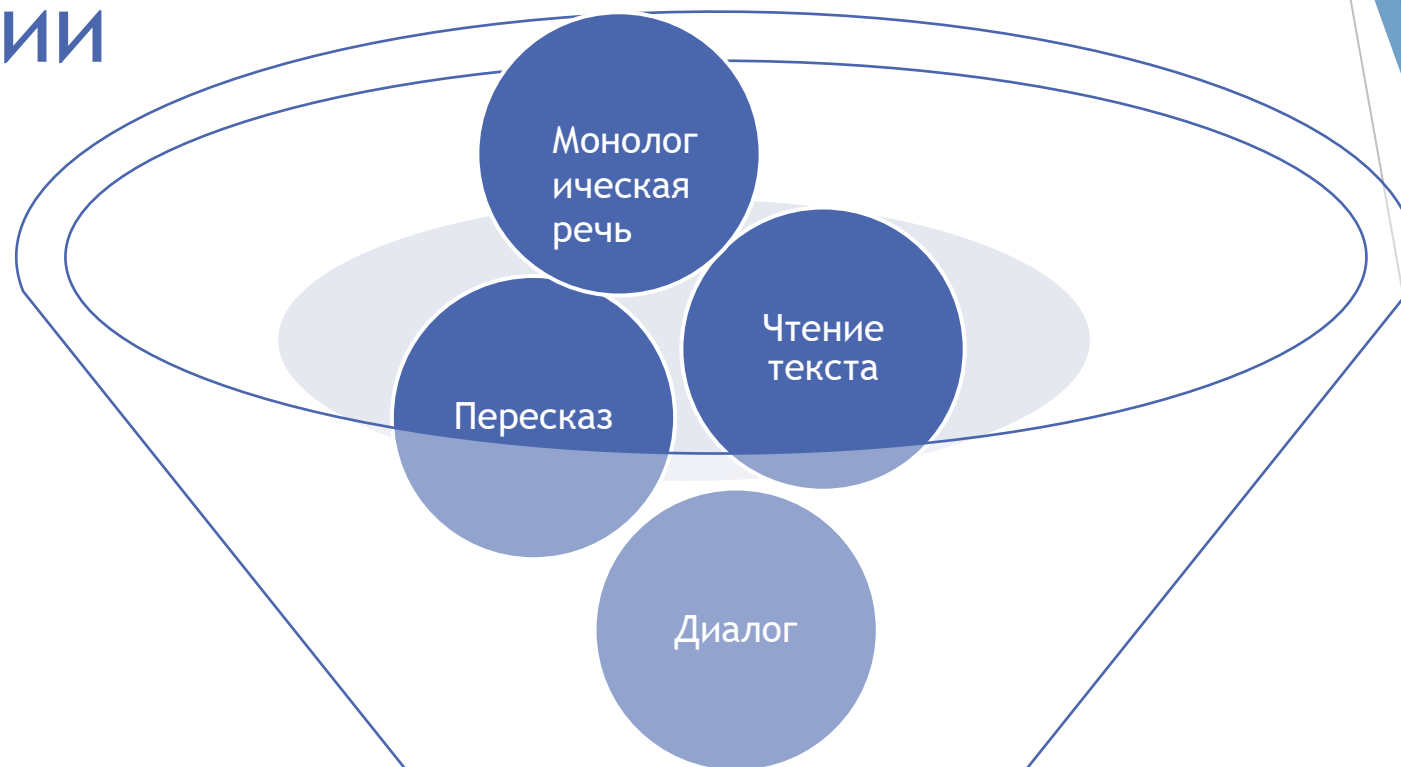 ИИ
Монолог
ическая
речь
Чтение
текста
Пересказ
Диалог